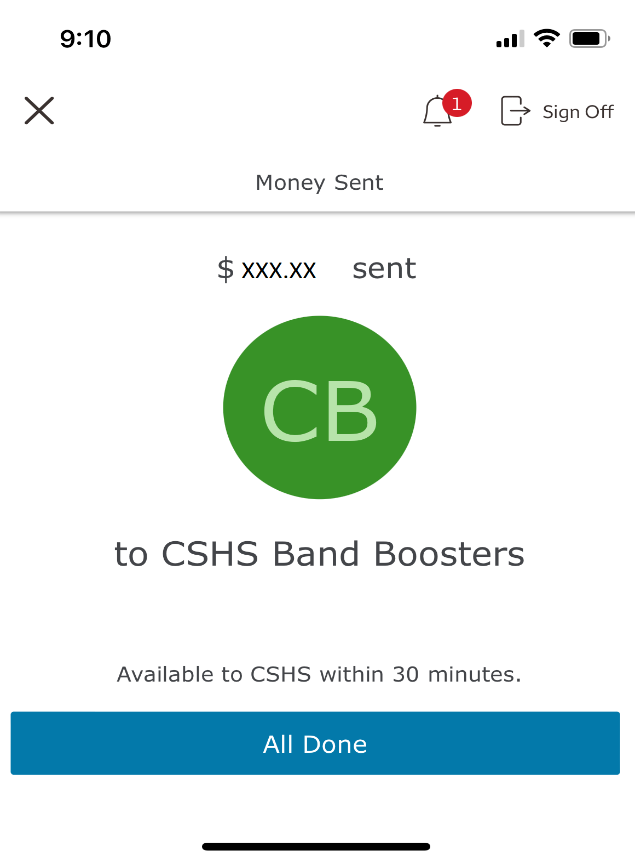 9:10
1
Sign Off
Money Sent
$ xxx.xx sent
CB
to CSHS Band Boosters
Available to CSHS within 30 minutes.
All Done